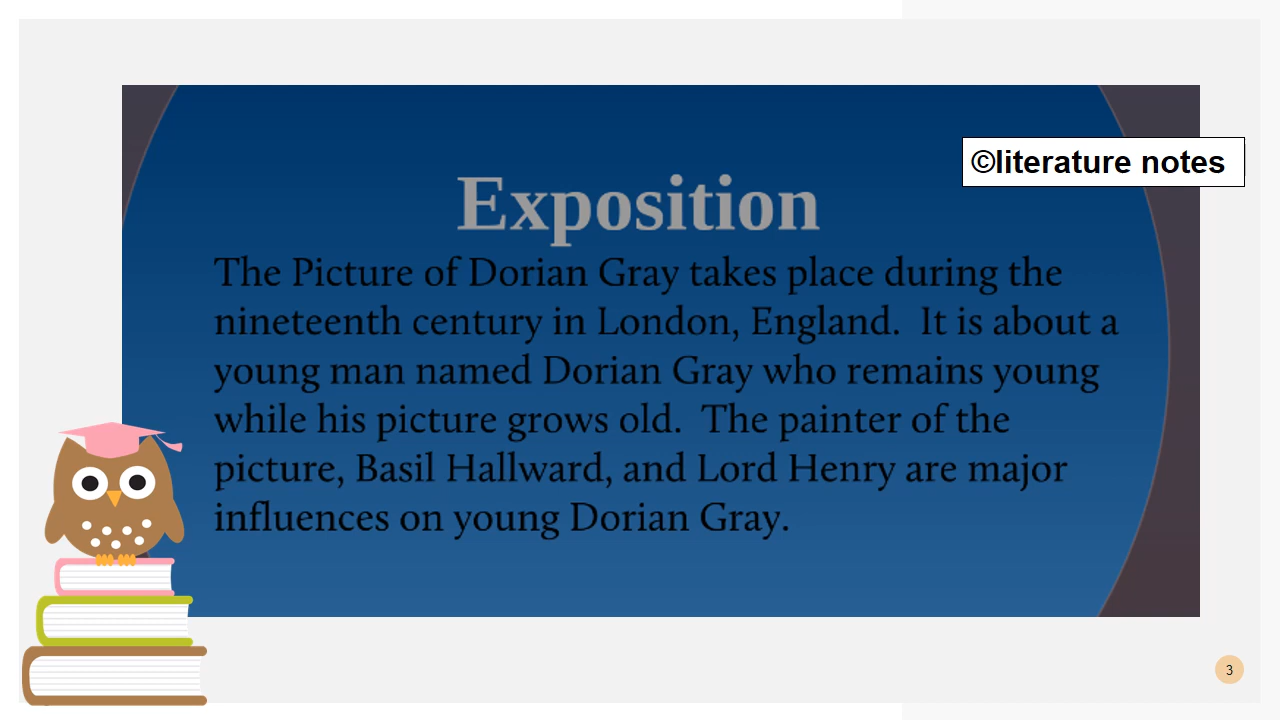 ©literature notes
Exposition
The Picture of Dorian Gray takes place during the
nineteenth century in London, England.  It is about a
young man named Dorian Gray who remains young
while his picture grows old.  The painter of the
picture, Basil Hallward, and Lord Henry are major
influences on young Dorian Gray.
3